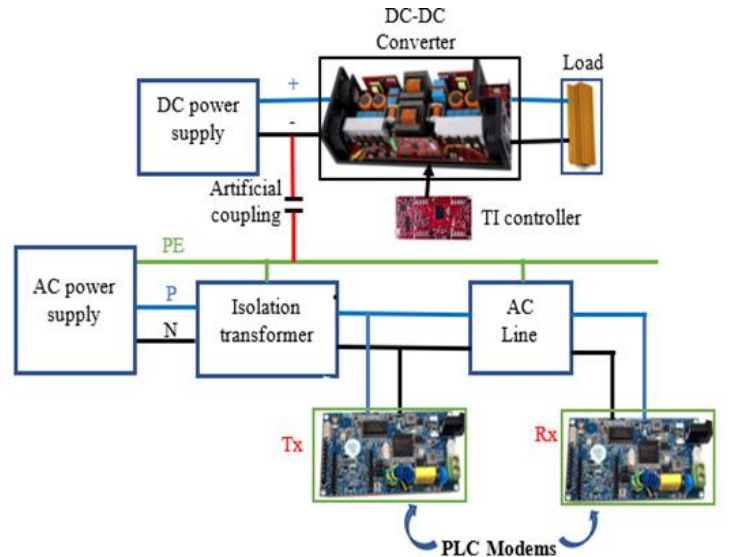 DC-DC
Converter
Load
DC power
supply
+
-
Artificial
coupling
TI controller
PE
AC power
supply
P
N
Isolation
transformer
AC
Line
Tx
Rx
PLC Modems